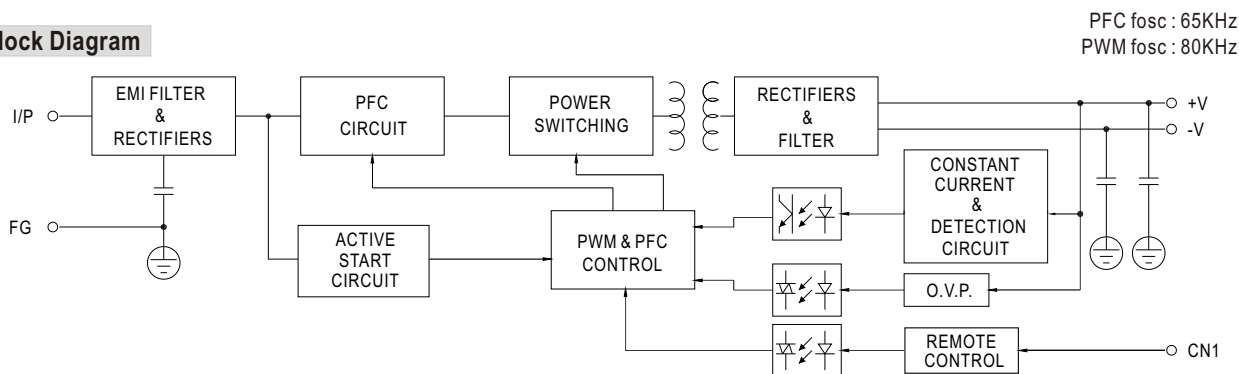 lock Diagram
PFC fosc : 65KHz
PWM fosc : 80KHz
I/P
EMI FILTER
&
RECTIFIERS
PFC
CIRCUIT
POWER
SWITCHING
RECTIFIERS
&
FILTER
+V
-V
FG
ACTIVE
START
CIRCUIT
PWM & PFC
CONTROL
CONSTANT
CURRENT
&
DETECTION
CIRCUIT
O.V.P.
REMOTE
CONTROL
CN1